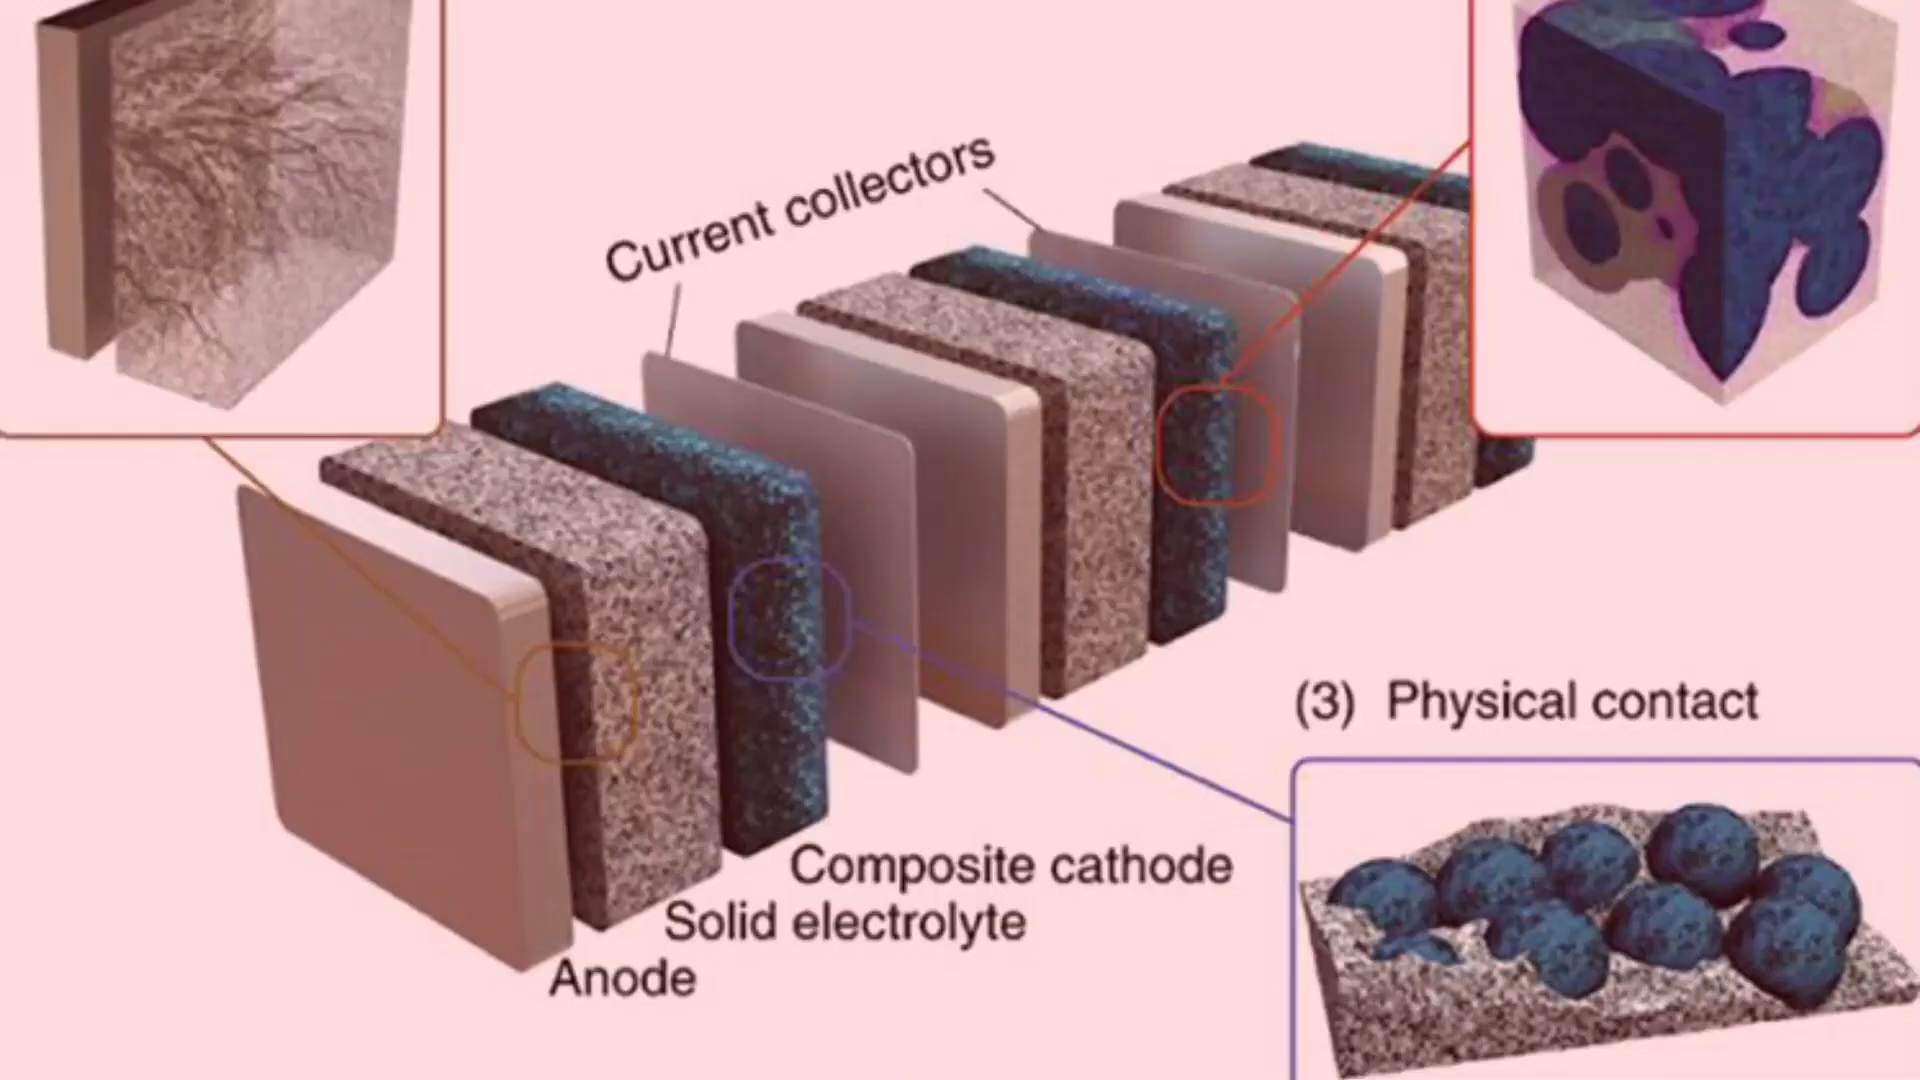 Current collectors
(3) Physical contact
Composite cathode
Solid electrolyte
Anode